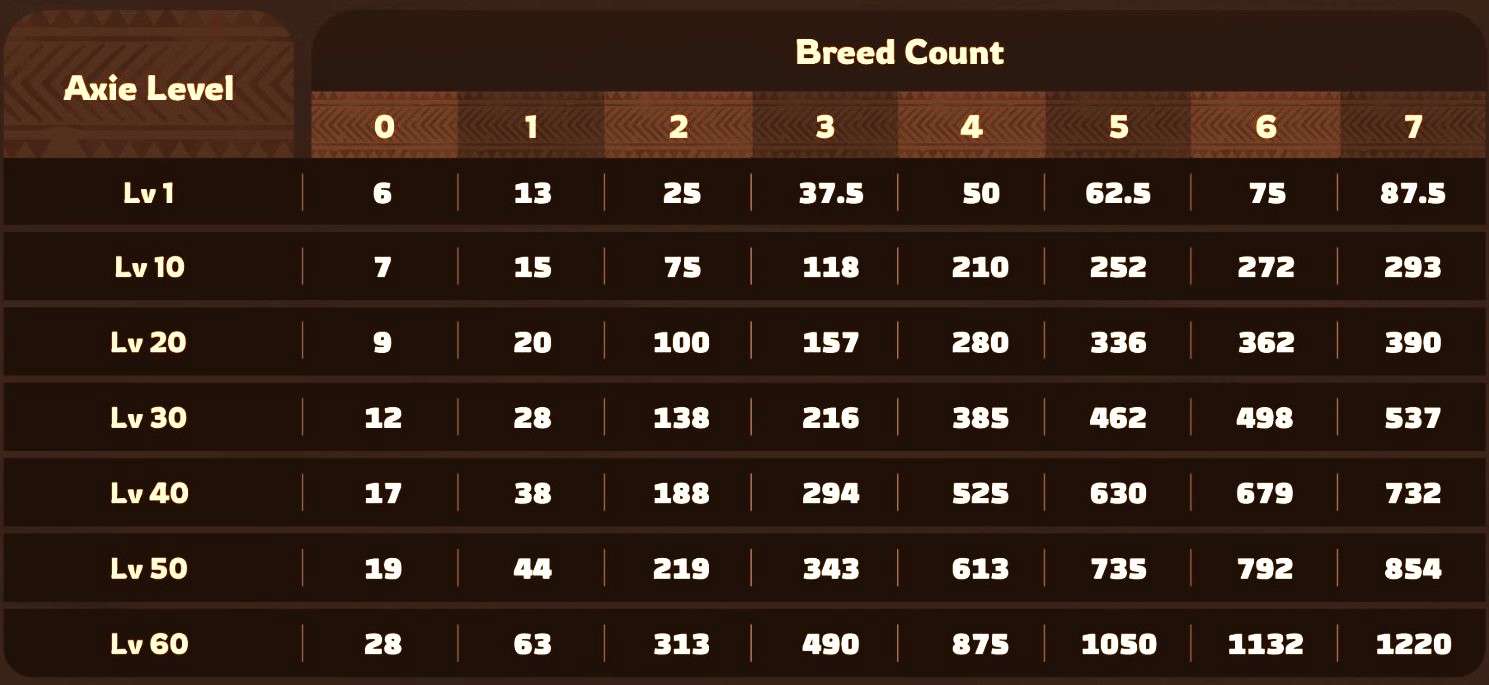 Axie Level
Breed Count
0 1 2 3 4 5 6 7
Lv 1 6 13 25 37.5 50 62.5 75 87.5
Lv 10 7 15 75 118 210 252 272 293
Lv 20 9 20 100 157 280 336 362 390
Lv 30 12 28 138 216 385 462 498 537
Lv 40 17 38 188 294 525 630 679 732
Lv 50 19 44 219 343 613 735 792 854
Lv 60 28 63 313 490 875 1050 1132 1220